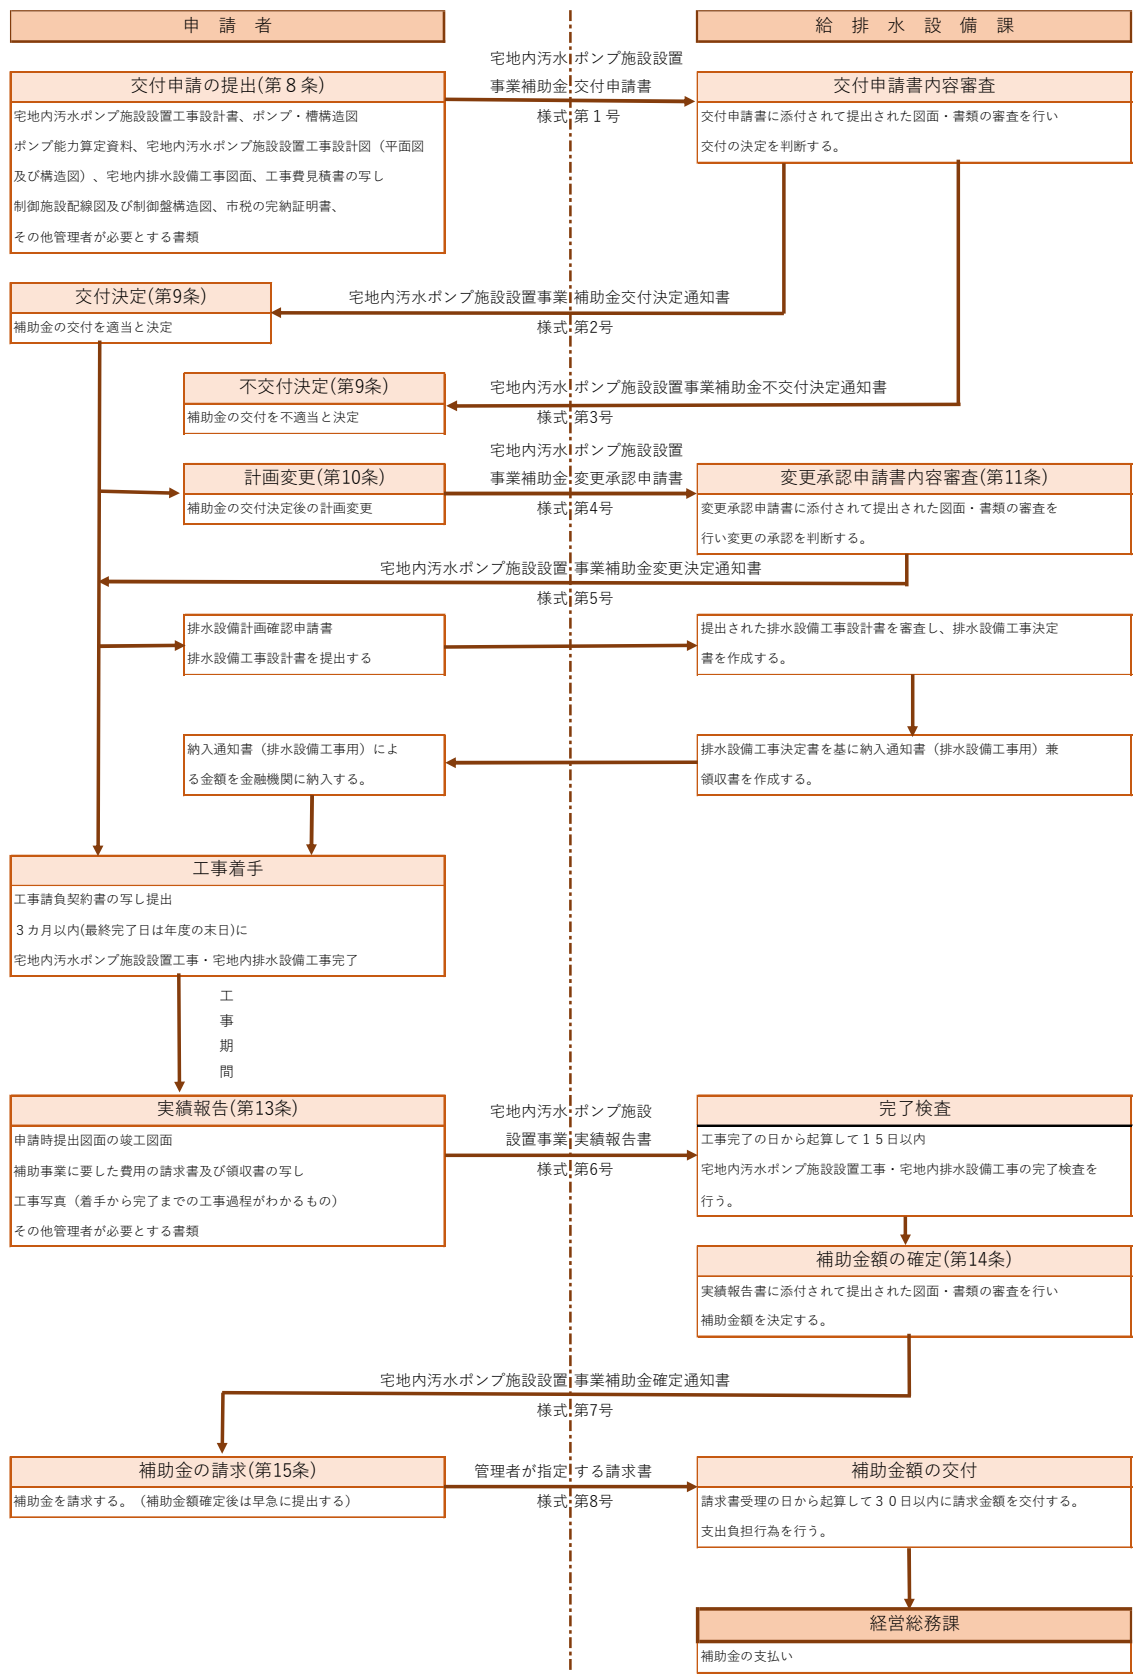 申　請　者
給　排　水　設　備　課
宅地内汚水ポンプ施設設置
事業補助金交付申請書
様式第１号
交付申請の提出(第８条)
宅地内汚水ポンプ施設設置工事設計書、ポンプ・槽構造図
ポンプ能力算定資料、宅地内汚水ポンプ施設設置工事設計図（平面図
及び構造図）、宅地内排水設備工事図面、工事費見積書の写し
制御施設配線図及び制御盤構造図、市税の完納証明書、
その他管理者が必要とする書類
交付申請書内容審査
交付申請書に添付されて提出された図面・書類の審査を行い
交付の決定を判断する。
交付決定(第9条)
補助金の交付を適当と決定
宅地内汚水ポンプ施設設置事業補助金交付決定通知書
様式第2号
不交付決定(第9条)
補助金の交付を不適当と決定
宅地内汚水ポンプ施設設置事業補助金不交付決定通知書
様式第3号
宅地内汚水ポンプ施設設置
事業補助金変更承認申請書
様式第4号
計画変更(第10条)
補助金の交付決定後の計画変更
変更承認申請書内容審査(第11条)
変更承認申請書に添付されて提出された図面・書類の審査を
行い変更の承認を判断する。
宅地内汚水ポンプ施設設置事業補助金変更決定通知書
様式第5号
排水設備計画確認申請書
排水設備工事設計書を提出する
提出された排水設備工事設計書を審査し、排水設備工事決定
書を作成する。
納入通知書（排水設備工事用）によ
る金額を金融機関に納入する。
排水設備工事決定書を基に納入通知書（排水設備工事用）兼
領収書を作成する。
工事着手
工事請負契約書の写し提出
３カ月以内(最終完了日は年度の末日)に
宅地内汚水ポンプ施設設置工事・宅地内排水設備工事完了
工
事
期
間
実績報告(第13条)
申請時提出図面の竣工図面
補助事業に要した費用の請求書及び領収書の写し
工事写真（着手から完了までの工事過程がわかるもの）
その他管理者が必要とする書類
宅地内汚水ポンプ施設
設置事業実績報告書
様式第6号
完了検査
工事完了の日から起算して１５日以内
宅地内汚水ポンプ施設設置工事・宅地内排水設備工事の完了検査を
行う。
補助金額の確定(第14条)
実績報告書に添付されて提出された図面・書類の審査を行い
補助金額を決定する。
宅地内汚水ポンプ施設設置事業補助金確定通知書
様式第7号
補助金の請求(第15条)
補助金を請求する。（補助金額確定後は早急に提出する）
管理者が指定する請求書
様式第8号
補助金額の交付
請求書受理の日から起算して３０日以内に請求金額を交付する。
支出負担行為を行う。
経営総務課
補助金の支払い